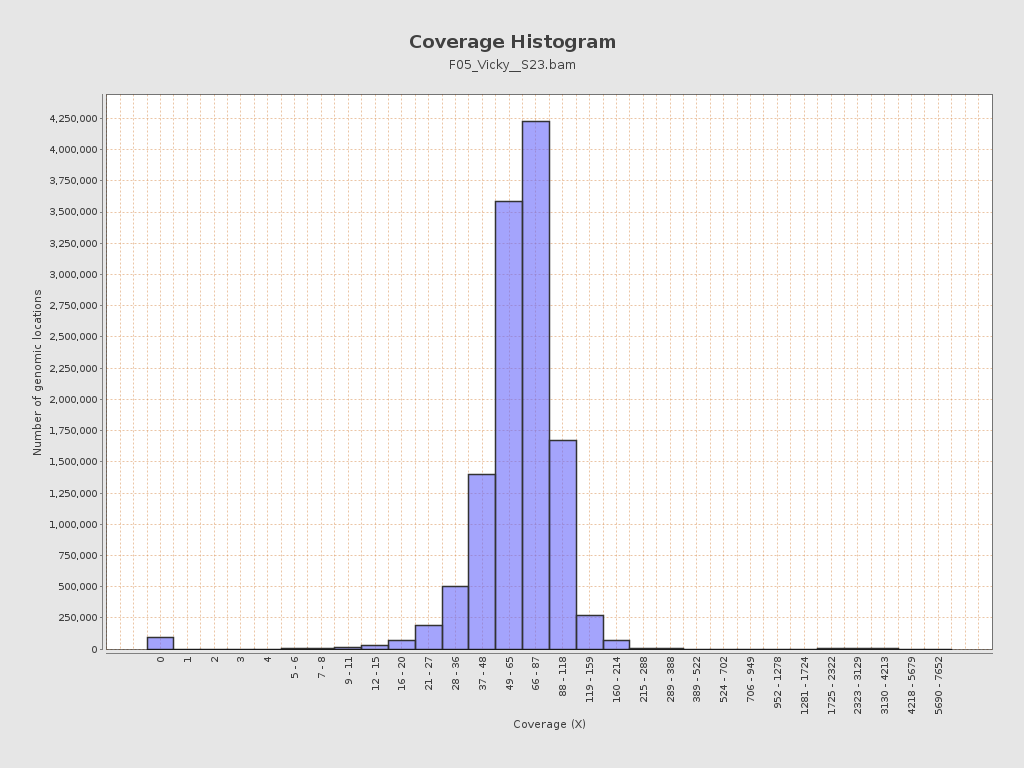 Coverage Histogram
F05_Vicky__S23.bam
Number of genomic locations
4,250,000
4,000,000
3,750,000
3,500,000
3,250,000
3,000,000
2,750,000
2,500,000
2,250,000
2,000,000
1,750,000
1,500,000
1,250,000
1,000,000
750,000
500,000
250,000
0
0
1
2
3
4
5 - 6
7 - 8
9 - 11
12 - 15
16 - 20
21 - 27
28 - 36
37 - 48
49 - 65
66 - 87
88 - 118
119 - 159
160 - 214
215 - 288
289 - 388
389 - 522
524 - 702
706 - 949
952 - 1278
1281 - 1724
1725 - 2322
2323 - 3129
3130 - 4213
4218 - 5679
5690 - 7652
Coverage (X)